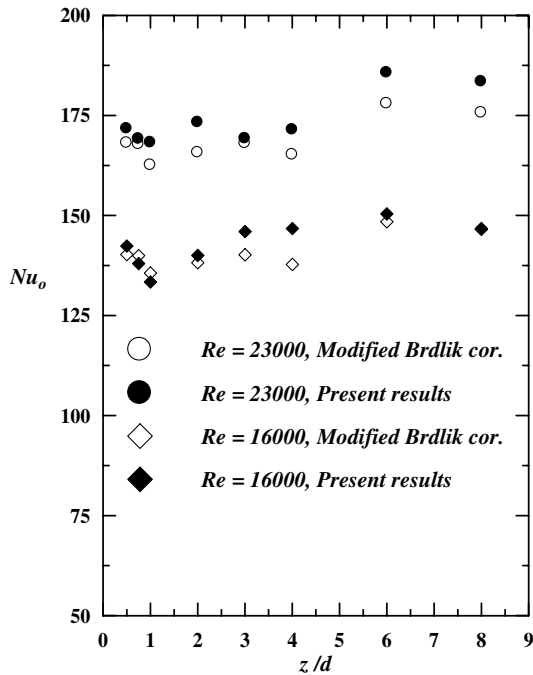 200
175
150
Nuo
125
Re = 23000, Modified Brdlik cor.
Re = 23000, Present results
100
Re = 16000, Modified Brdlik cor.
Re = 16000, Present results
75
50
0 1 2 3 4 5 6 7 8 9
z/d